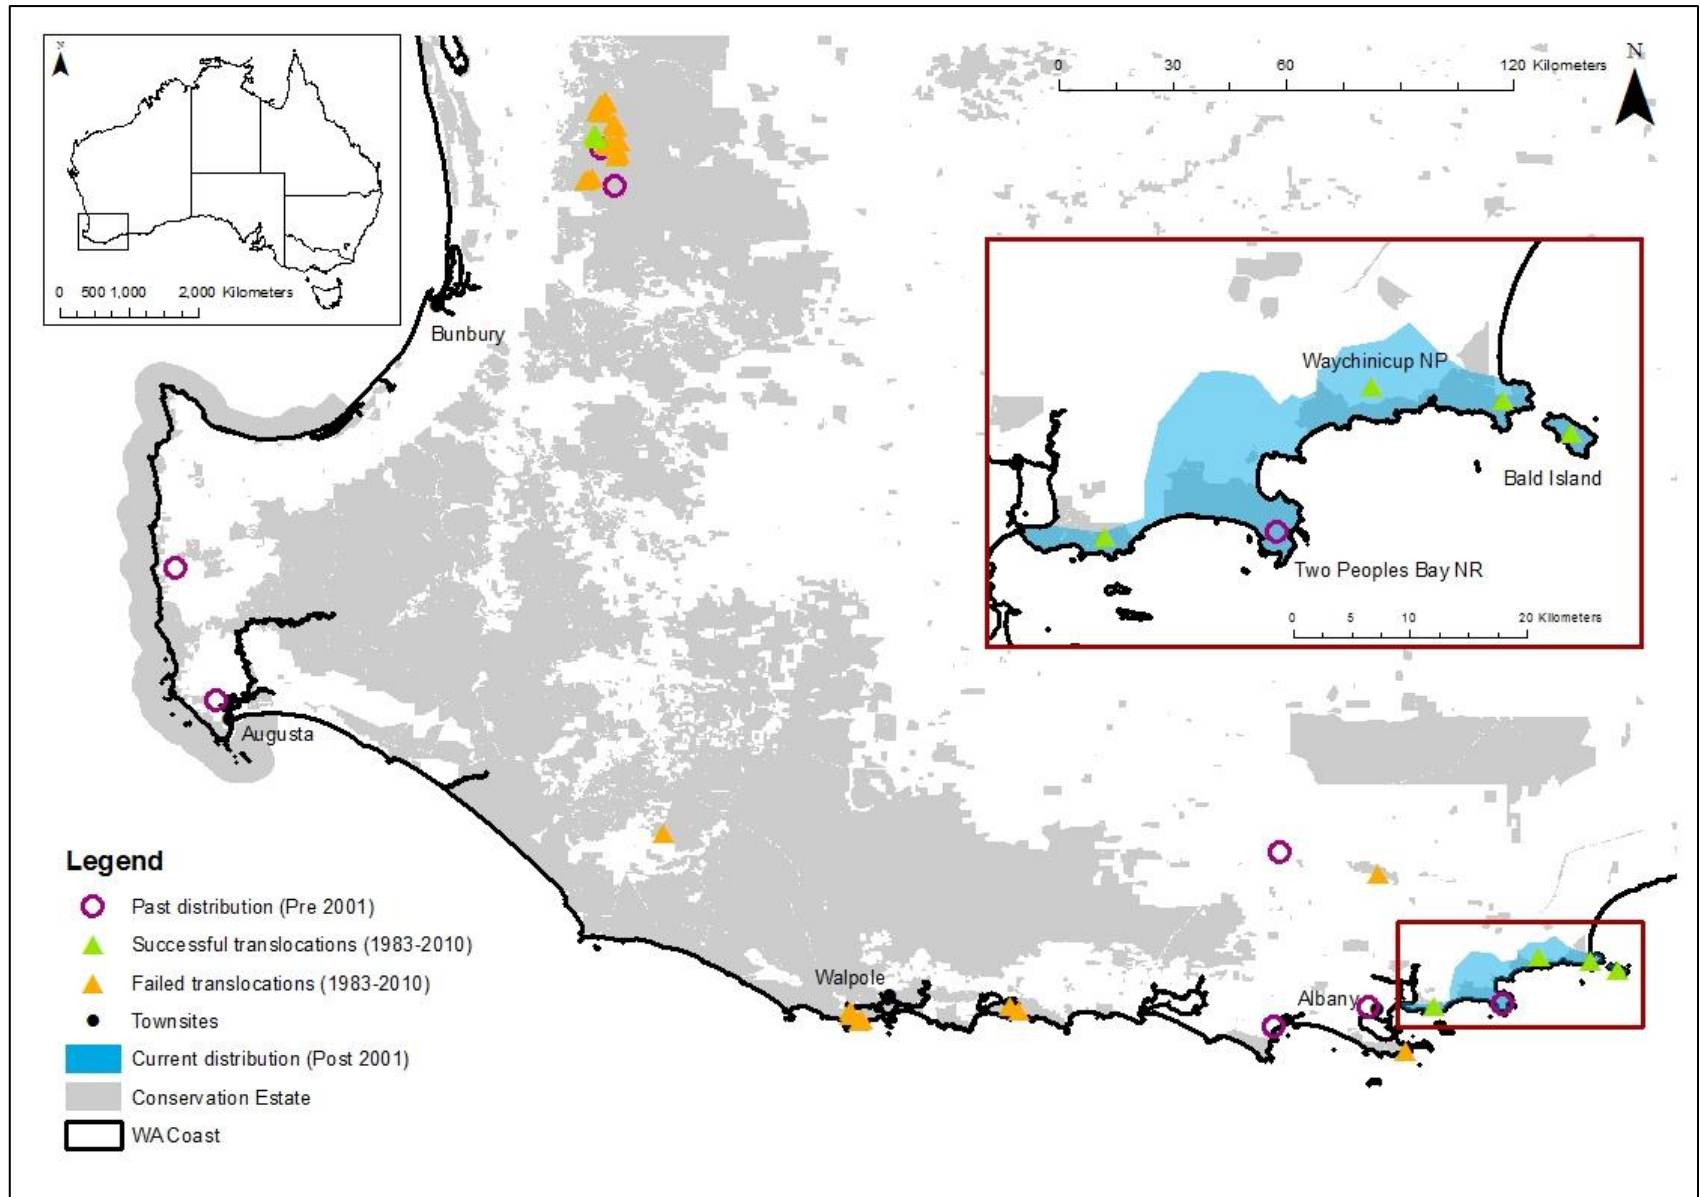 N
0 500 1,000 2,000 Kilometers
N
0 30 60 120 Kilometers
Bunbury
Waychinicup NP
Bald Island
Two Peoples Bay NR
0 5 10 20 Kilometers
Augusta
Walpole
Albany
Legend
Past distribution (Pre 2001)
Successful translocations (1983-2010)
Failed translocations (1983-2010)
Townsites
Current distribution (Post 2001)
Conservation Estate
WA Coast